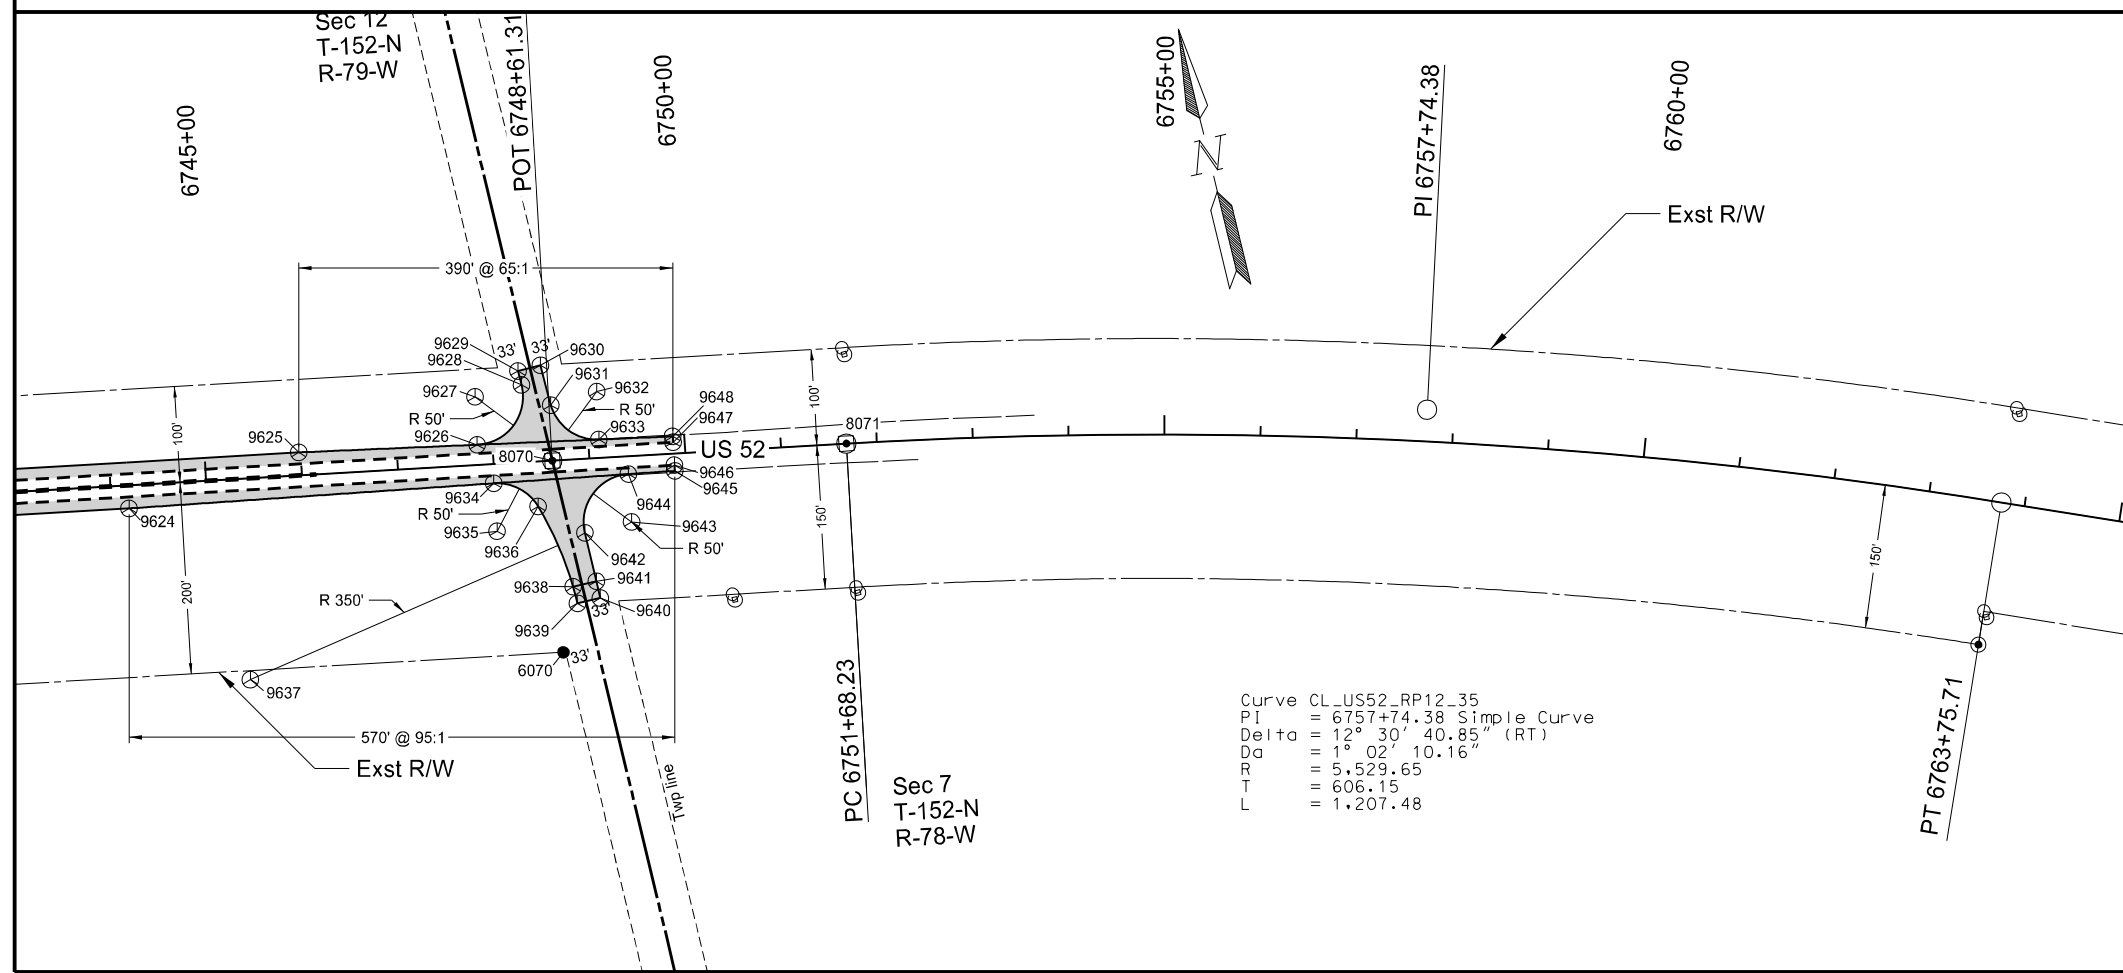 Sec 12
T-152-N
R-79-W
POT 6748+61.31
6745+00
6750+00
6755+00
PI 6757+74.38
6760+00
N
Exst R/W
390' @ 65:1
9629
33'
33'
9630
9628
9631
9627
9632
R 50'
R 50'
9648
9647
9633
100'
100'
9625
9626
8070
US 52
8071
9646
9645
9634
9644
9624
R 50'
9635
9636
9643
R 50'
9642
150'
150'
200'
9638
9641
R 350'
33'
9640
9639
6070
33'
9637
570' @ 95:1
Exst R/W
Twp line
PC 6751+68.23
Sec 7
T-152-N
R-78-W
Curve CL_US52_RP12_35
PI = 6757+74.38 Simple Curve
Delta = 12° 30' 40.85" (RT)
Da = 1° 02' 10.16"
R = 5,529.65
T = 606.15
L = 1,207.48
PT 6763+75.71